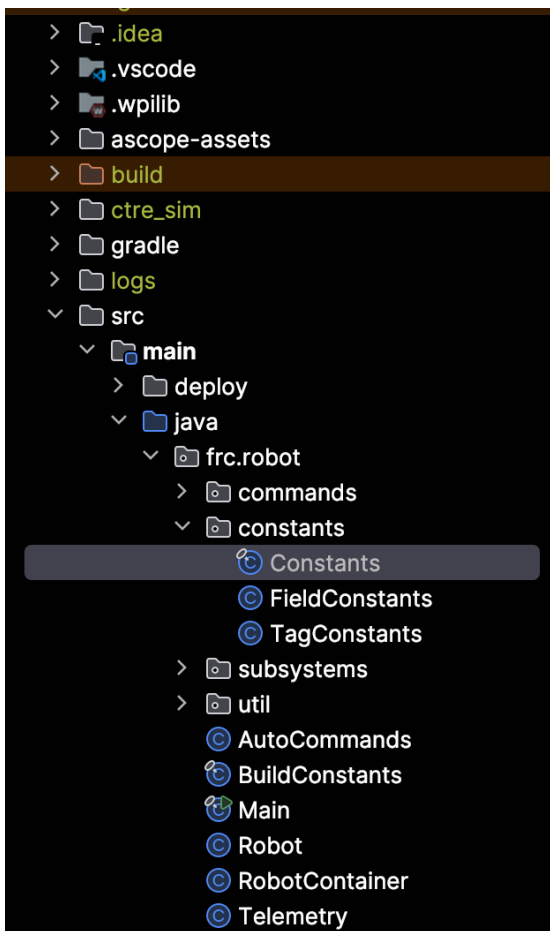 .idea
.vscode
.wpilib
ascope-assets
build
ctre_sim
gradle
logs
src
main
deploy
java
frc.robot
commands
constants
Constants
FieldConstants
TagConstants
subsystems
util
AutoCommands
BuildConstants
Main
Robot
RobotContainer
Telemetry